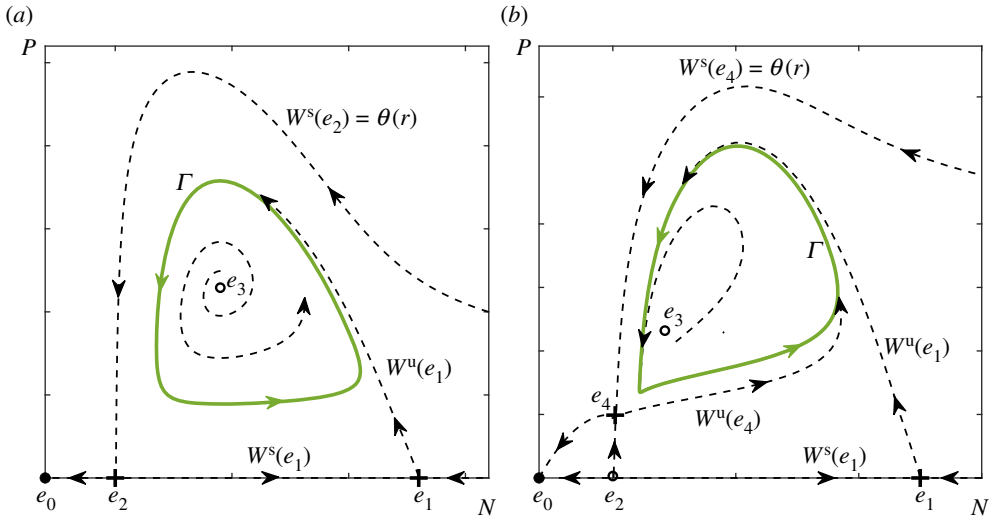 (a)
P
W^s(e_2) = θ(r)
Γ
e_3
W^u(e_1)
W^s(e_1)
e_0
e_2
e_1
N
(b)
P
W^s(e_4) = θ(r)
Γ
e_3
W^u(e_1)
e_4
W^u(e_4)
W^s(e_1)
e_0
e_2
e_1
N